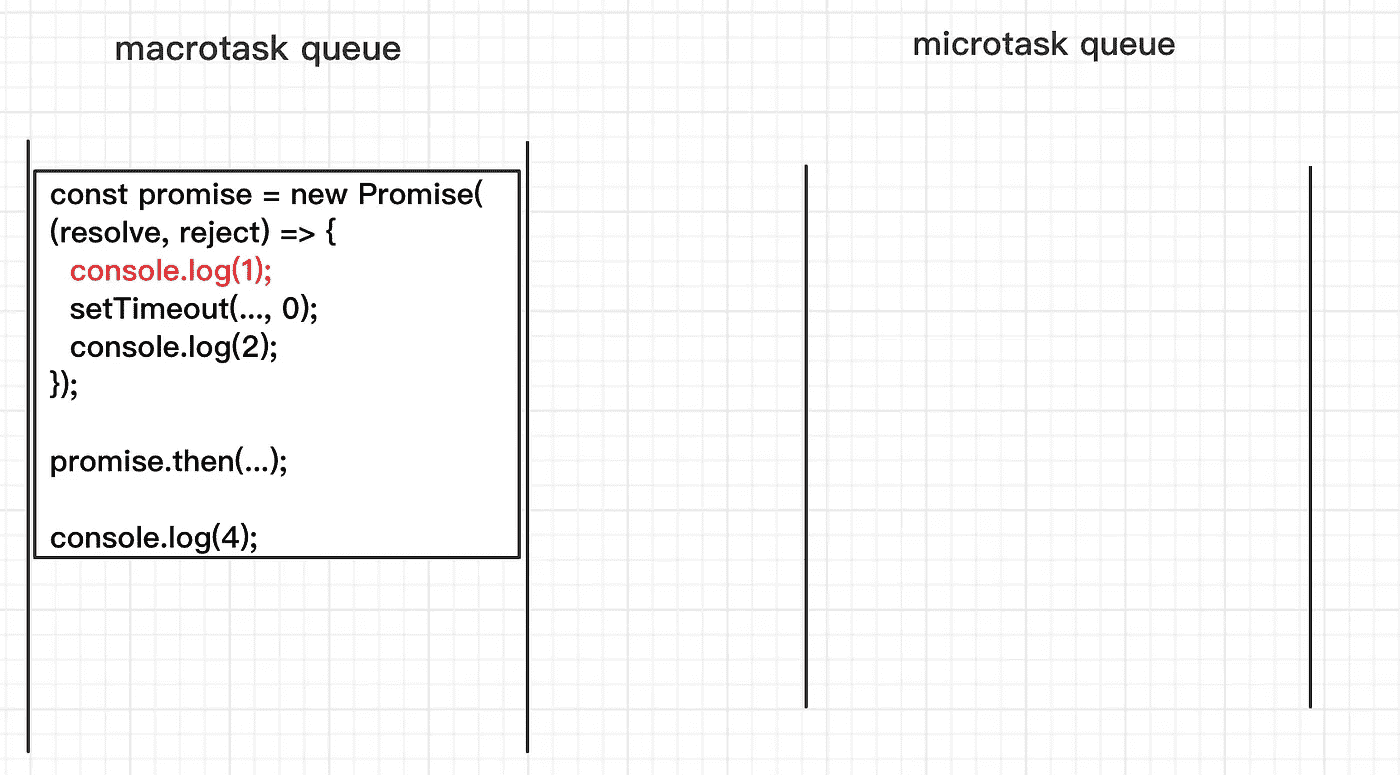 macrotask queue
microtask queue
const promise = new Promise(
(resolve, reject) => {
console.log(1);
setTimeout(..., 0);
console.log(2);
});
promise.then(...);
console.log(4);